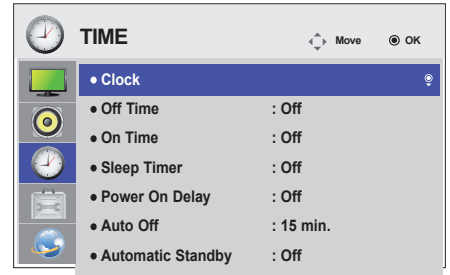 TIME Move OK
• Clock
• Off Time : Off
• On Time : Off
• Sleep Timer : Off
• Power On Delay : Off
• Auto Off : 15 min.
• Automatic Standby : Off